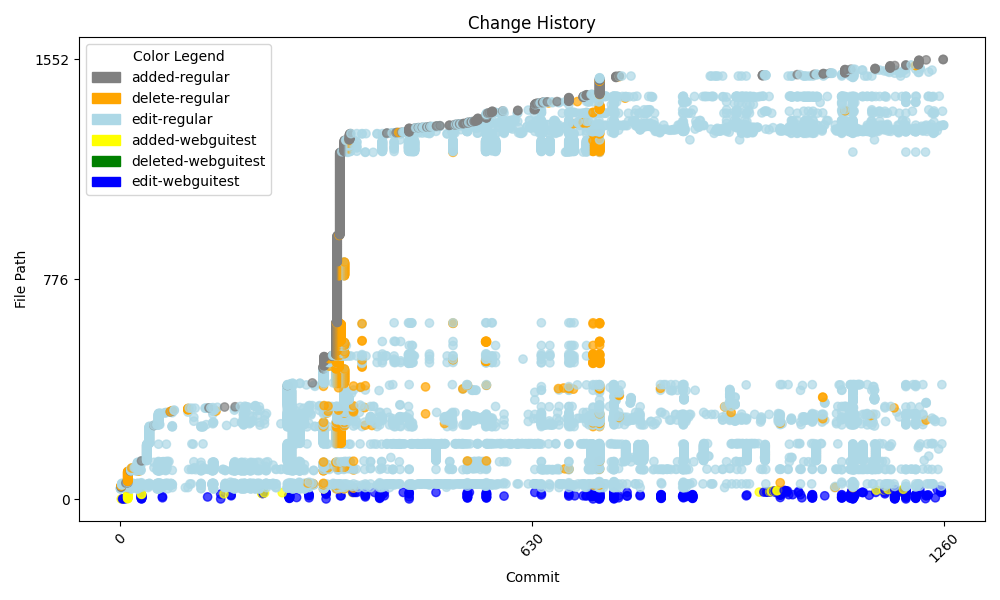 Change History
1552
776
0
File Path
Color Legend
added-regular
delete-regular
edit-regular
added-webguitest
deleted-webguitest
edit-webguitest
0
630
1260
Commit